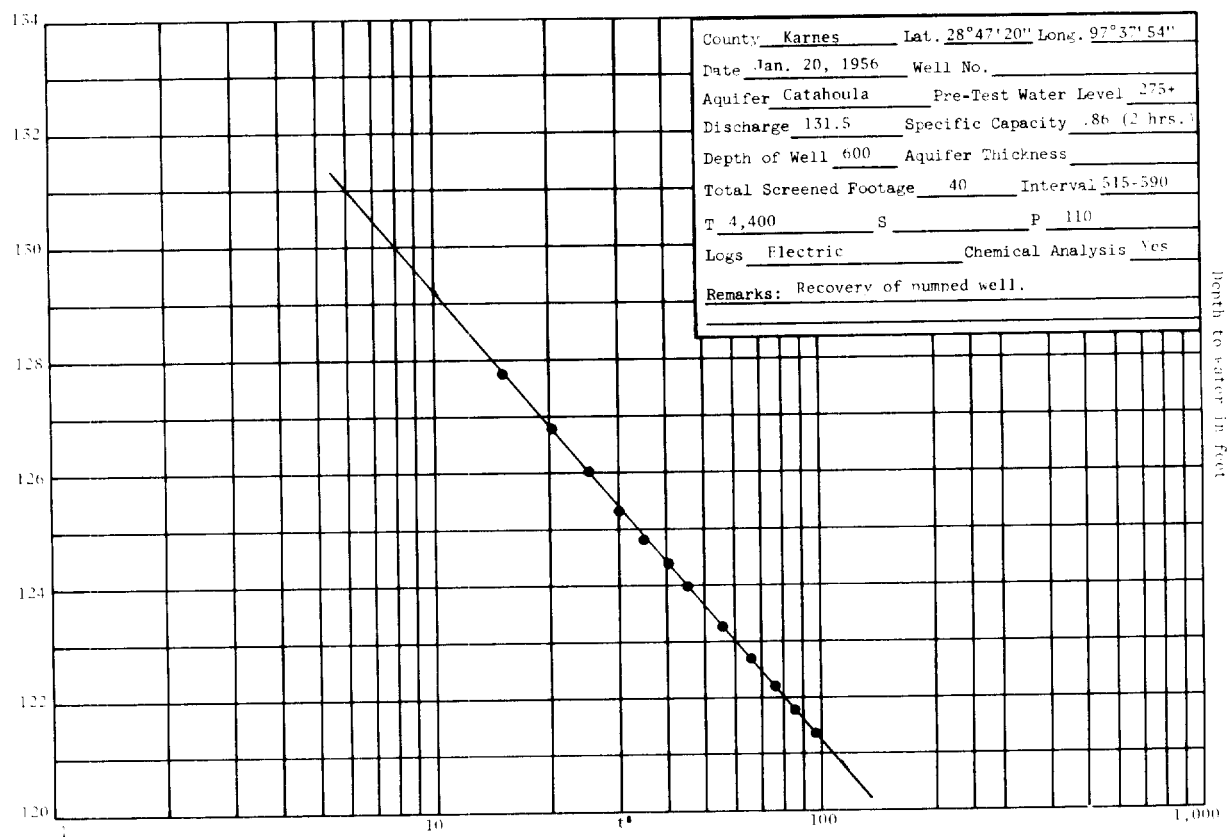 134
132
130
128
126
124
122
120
County Karnes Lat. 28°47'20" Long. 97°37'54"
Date Jan. 20, 1956 Well No.
Aquifer Catahoula Pre-Test Water Level 275+
Discharge 131.5 Specific Capacity .86 (2 hrs.)
Depth of Well 600 Aquifer Thickness
Total Screened Footage 40 Interval 515-590
T 4,400 S P 110
Logs Electric Chemical Analysis Yes
Remarks: Recovery of pumped well.
Depth to water in feet
1 10 t' 100 1,000